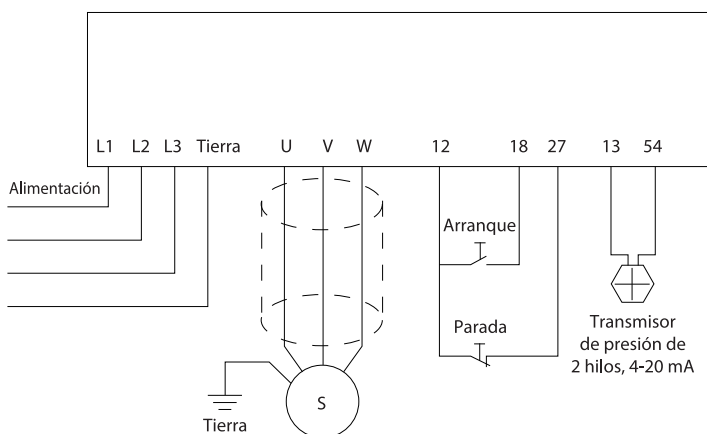 L1 L2 L3 Tierra U V W 12 18 27 13 54
Alimentación
Arranque
Parada
Transmisor
de presión de
2 hilos, 4-20 mA
S
Tierra